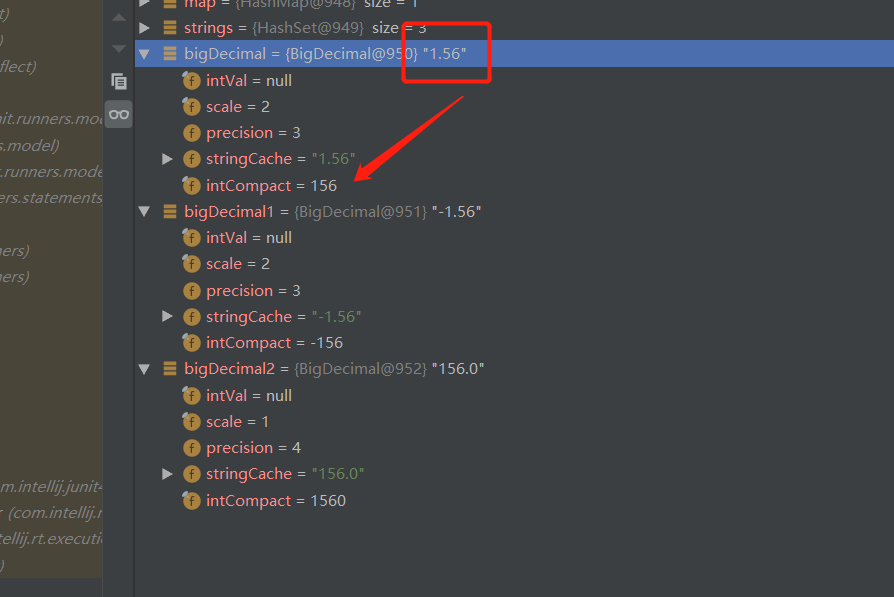 t)
map = {HashMap@948} size = 1
)
strings = {HashSet@949} size = 3
bigDecimal = {BigDecimal@950} "1.56"
flect)
intVal = null
scale = 2
nit.runners.mo
precision = 3
s.model)
stringCache = "1.56"
.runners.mode
intCompact = 156
ers.statements
bigDecimal1 = {BigDecimal@951} "-1.56"
intVal = null
ners)
scale = 2
ners)
precision = 3
stringCache = "-1.56"
intCompact = -156
bigDecimal2 = {BigDecimal@952} "156.0"
intVal = null
scale = 1
precision = 4
stringCache = "156.0"
m.intellij.junit4
intCompact = 1560
(com.intellij.r
tellij.rt.executi
)